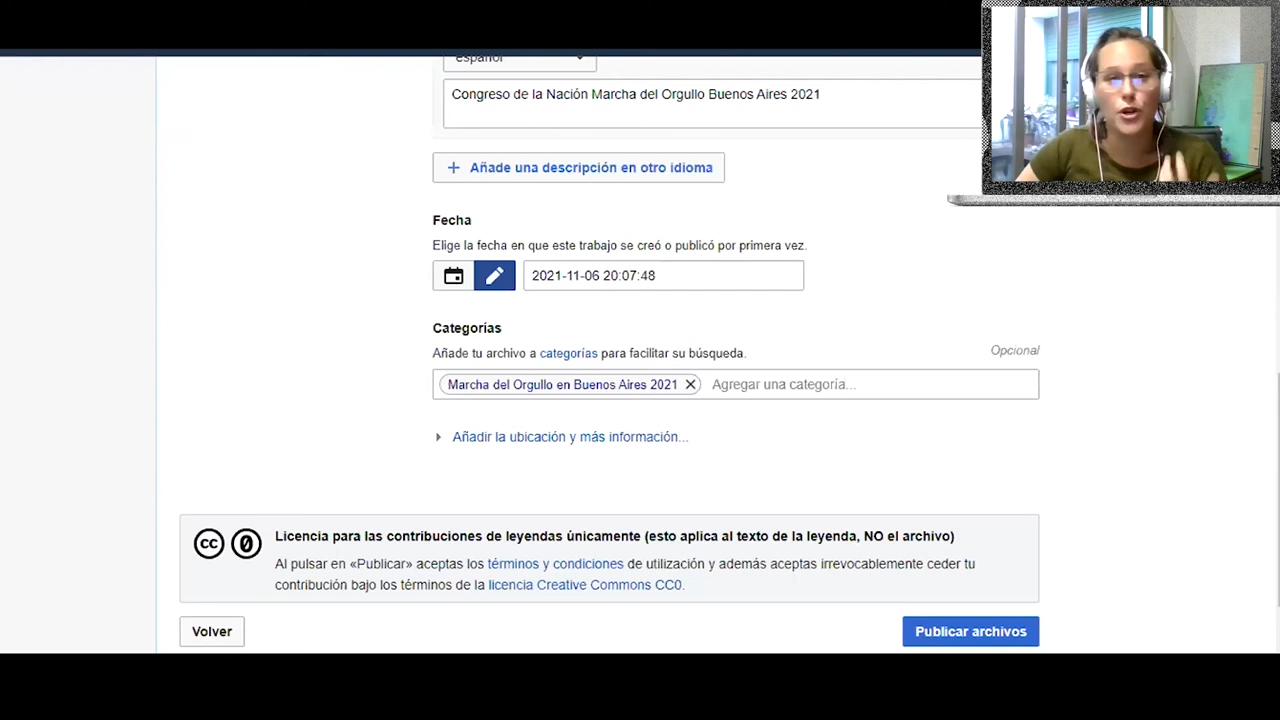 español
Congreso de la Nación Marcha del Orgullo Buenos Aires 2021
+ Añade una descripción en otro idioma
Fecha
Elige la fecha en que este trabajo se creó o publicó por primera vez.
2021-11-06 20:07:48
Categorías
Añade tu archivo a categorías para facilitar su búsqueda.
Opcional
Marcha del Orgullo en Buenos Aires 2021 Agregar una categoría...
Añadir la ubicación y más información...
Licencia para las contribuciones de leyendas únicamente (esto aplica al texto de la leyenda, NO el archivo)
Al pulsar en «Publicar» aceptas los términos y condiciones de utilización y además aceptas irrevocablemente ceder tu
contribución bajo los términos de la licencia Creative Commons CC0.
Volver
Publicar archivos